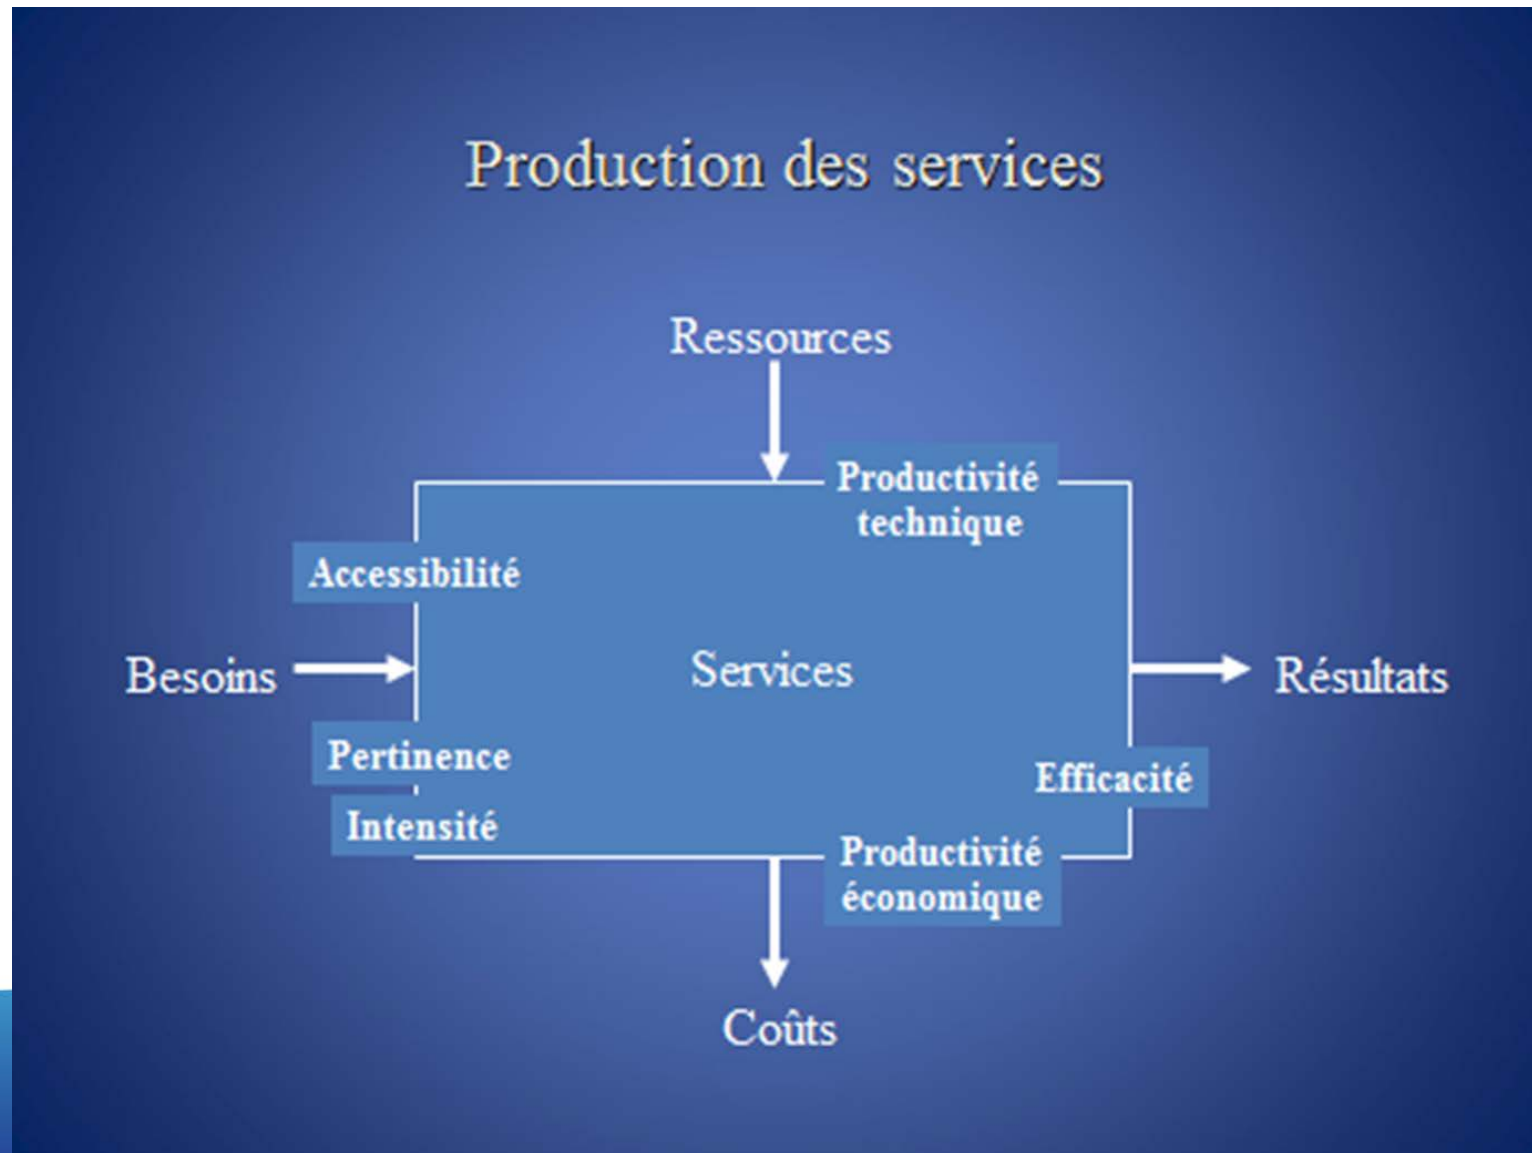 Production des services
Ressources
Productivité
technique
Accessibilité
Besoins
Services
Résultats
Pertinence
Efficacité
Intensité
Productivité
économique
Coûts